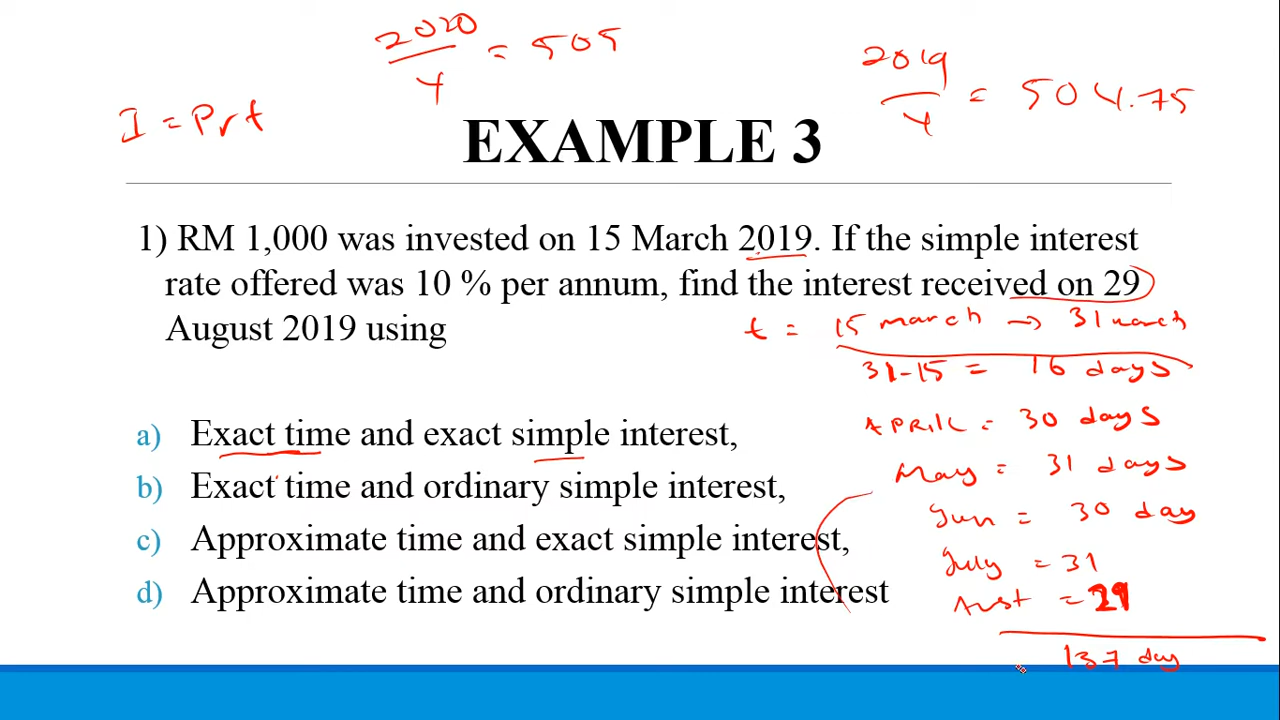 2020/4 = 505
2019/4 = 504.75
I = Prt
EXAMPLE 3
1) RM 1,000 was invested on 15 March 2019. If the simple interest
rate offered was 10 % per annum, find the interest received on 29
August 2019 using
t = 15 march → 31 march
31-15 = 16 days
a) Exact time and exact simple interest,
APRIL = 30 days
May = 31 days
b) Exact time and ordinary simple interest,
Jun = 30 day
c) Approximate time and exact simple interest,
July = 31
d) Approximate time and ordinary simple interest
= 29
137 day